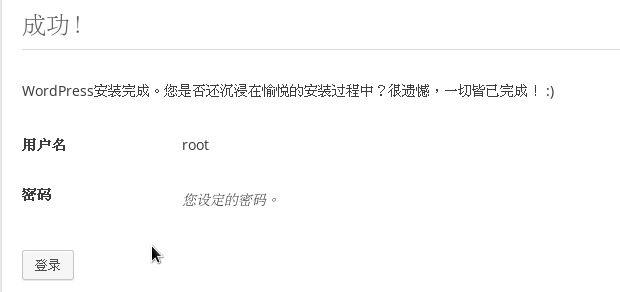 成功！
WordPress安装完成。您是否还沉浸在愉悦的安装过程中？很遗憾，一切皆已完成！ :)
用户名 root
密码 您设定的密码。
登录